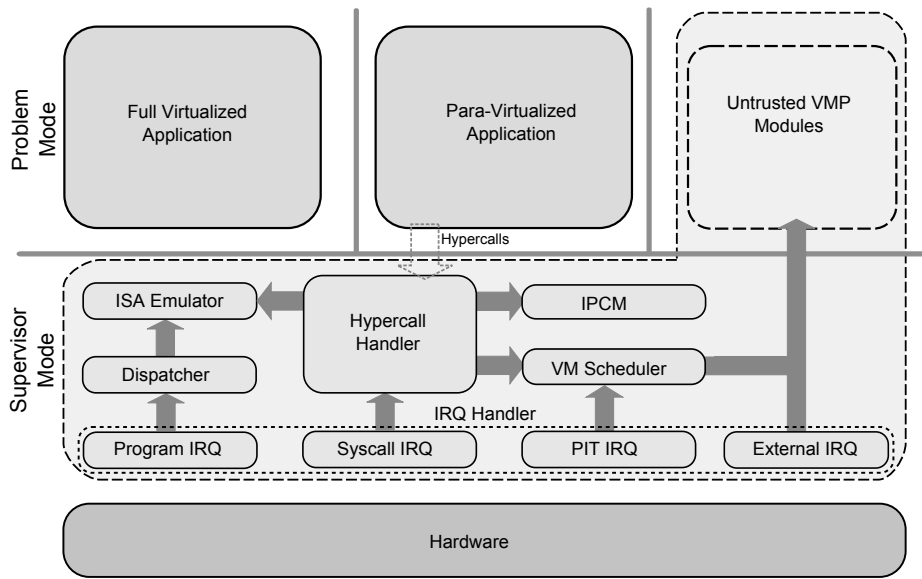 Problem
Mode
Full Virtualized
Application
Para-Virtualized
Application
Untrusted VMP
Modules
Hypercalls
Supervisor
Mode
ISA Emulator
Hypercall
Handler
IPCM
Dispatcher
VM Scheduler
IRQ Handler
Program IRQ
Syscall IRQ
PIT IRQ
External IRQ
Hardware